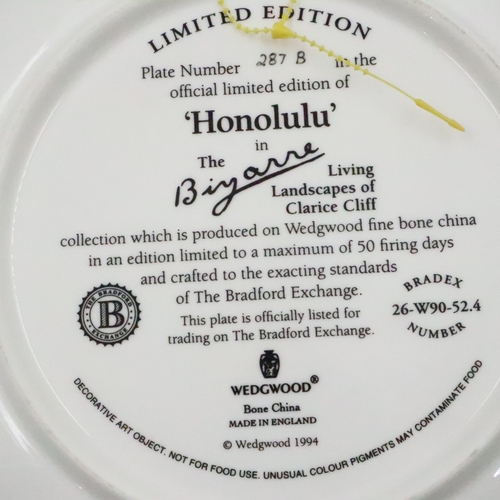 LIMITED EDITION
Plate Number 287 B in the
official limited edition of
'Honolulu'
in
The Bizarre Living
Landscapes of
Clarice Cliff
collection which is produced on Wedgwood fine bone china
in an edition limited to a maximum of 50 firing days
and crafted to the exacting standards
of The Bradford Exchange.
This plate is officially listed for
trading on The Bradford Exchange.
THE BRADFORD
B
EXCHANGE
BRADEX
26-W90-52.4
NUMBER
WEDGWOOD®
Bone China
MADE IN ENGLAND
© Wedgwood 1994
DECORATIVE ART OBJECT. NOT FOR FOOD USE. UNUSUAL COLOUR PIGMENTS MAY CONTAMINATE FOOD